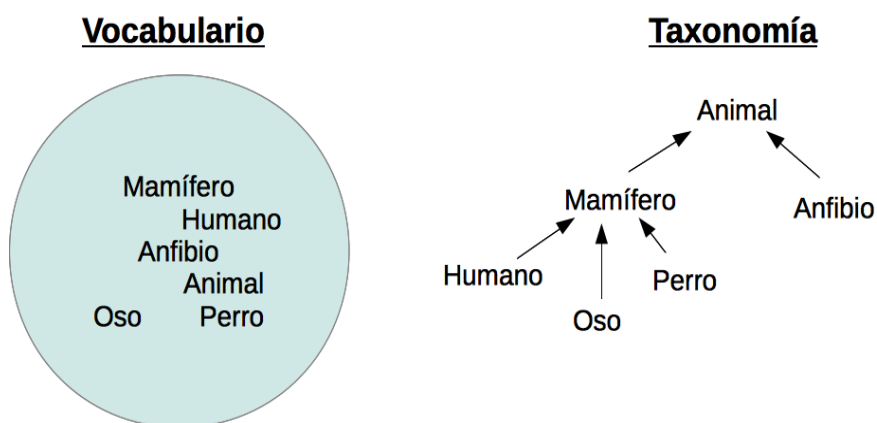 Vocabulario
Mamífero
Humano
Anfibio
Animal
Oso Perro
Taxonomía
Animal
Mamífero
Anfibio
Humano
Perro
Oso